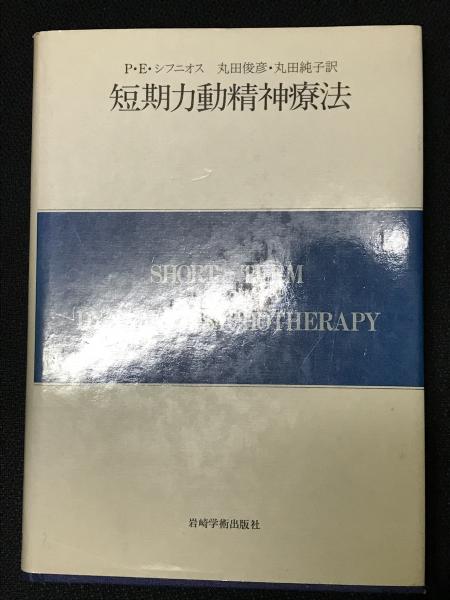 P・E・シフニオス 丸田俊彦・丸田純子訳
短期力動精神療法
SHORT-TERM
PSYCHOTHERAPY
岩崎学術出版社